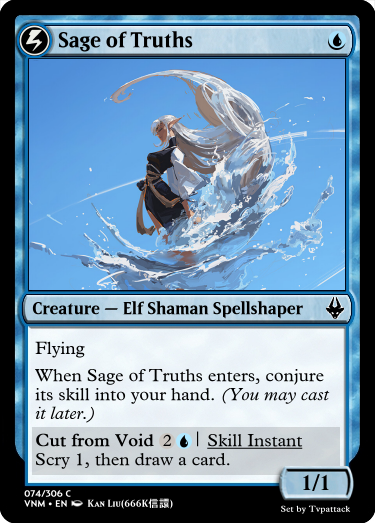 Sage of Truths
Creature — Elf Shaman Spellshaper
Flying
When Sage of Truths enters, conjure
its skill into your hand. (You may cast
it later.)
Cut from Void 2 | Skill Instant
Scry 1, then draw a card.
1/1
074/306 C
VNM • EN Kan Liu(666K信譞)
Set by Tvpattack